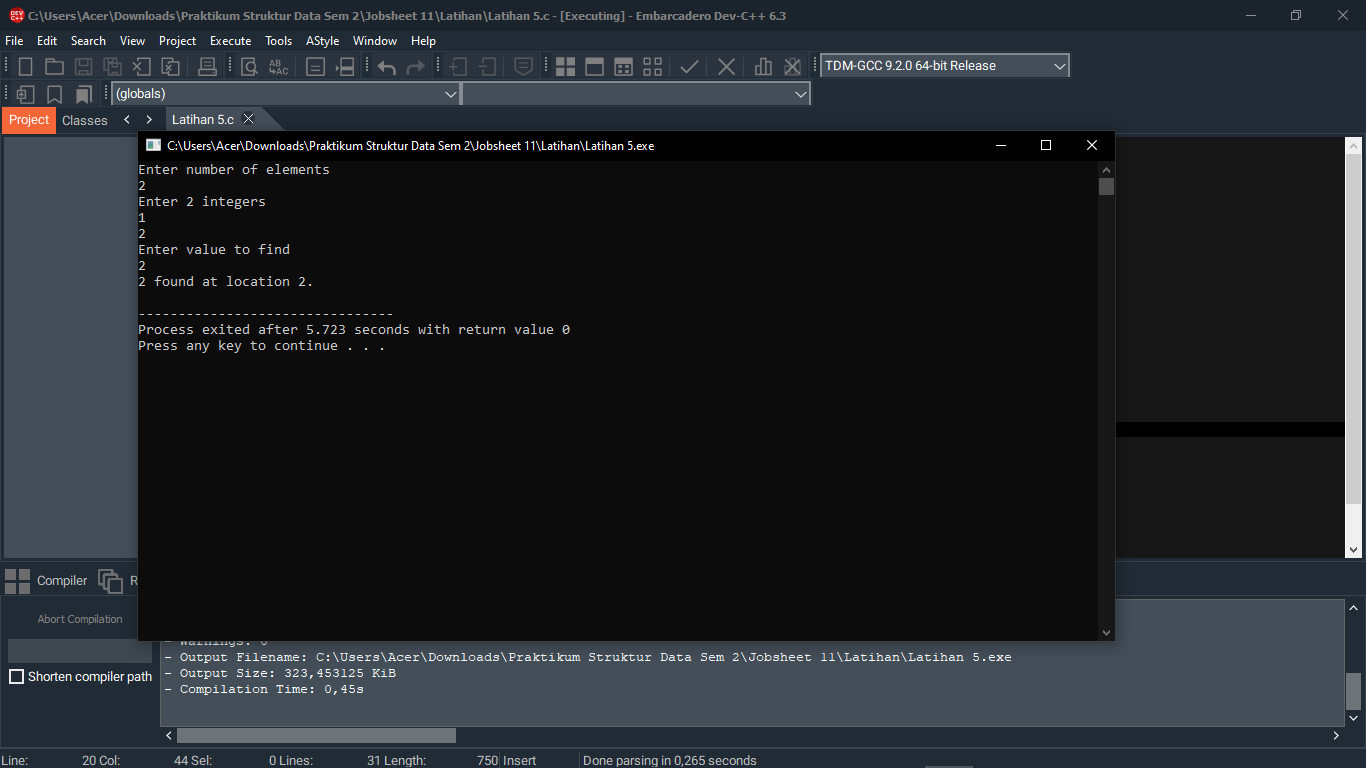 C:\Users\Acer\Downloads\Praktikum Struktur Data Sem 2\Jobsheet 11\Latihan\Latihan 5.c - [Executing] - Embarcadero Dev-C++ 6.3
File Edit Search View Project Execute Tools AStyle Window Help
TDM-GCC 9.2.0 64-bit Release
(globals)
Project Classes Latihan 5.c
C:\Users\Acer\Downloads\Praktikum Struktur Data Sem 2\Jobsheet 11\Latihan\Latihan 5.exe
Enter number of elements
2
Enter 2 integers
1
2
Enter value to find
2
2 found at location 2.
--------------------------------
Process exited after 5.723 seconds with return value 0
Press any key to continue . . .
Compiler R
Abort Compilation
Shorten compiler path
- Warnings: 0
- Output Filename: C:\Users\Acer\Downloads\Praktikum Struktur Data Sem 2\Jobsheet 11\Latihan\Latihan 5.exe
- Output Size: 323,453125 KiB
- Compilation Time: 0,45s
Line: 20 Col: 44 Sel: 0 Lines: 31 Length: 750 Insert Done parsing in 0,265 seconds